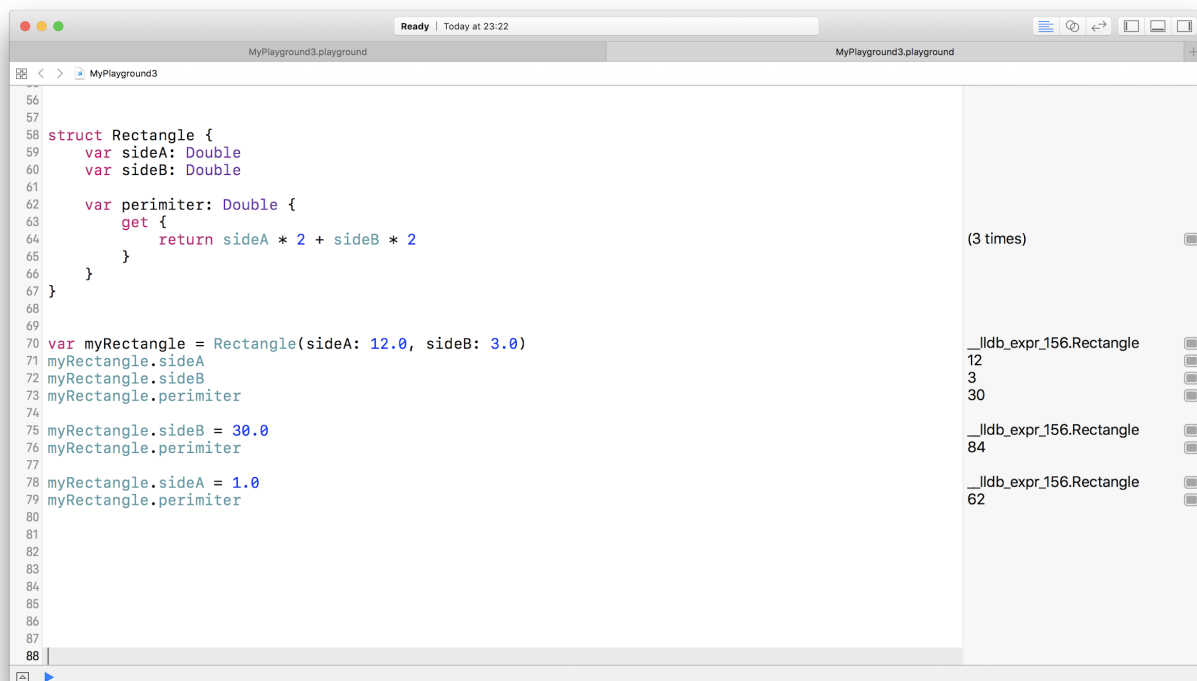 Ready | Today at 23:22
MyPlayground3.playground
MyPlayground3.playground
MyPlayground3
56
57
58 struct Rectangle {
59     var sideA: Double
60     var sideB: Double
61
62     var perimiter: Double {
63         get {
64             return sideA * 2 + sideB * 2 (3 times)
65         }
66     }
67 }
68
69
70 var myRectangle = Rectangle(sideA: 12.0, sideB: 3.0) __lldb_expr_156.Rectangle
71 myRectangle.sideA 12
72 myRectangle.sideB 3
73 myRectangle.perimiter 30
74
75 myRectangle.sideB = 30.0 __lldb_expr_156.Rectangle
76 myRectangle.perimiter 84
77
78 myRectangle.sideA = 1.0 __lldb_expr_156.Rectangle
79 myRectangle.perimiter 62
80
81
82
83
84
85
86
87
88